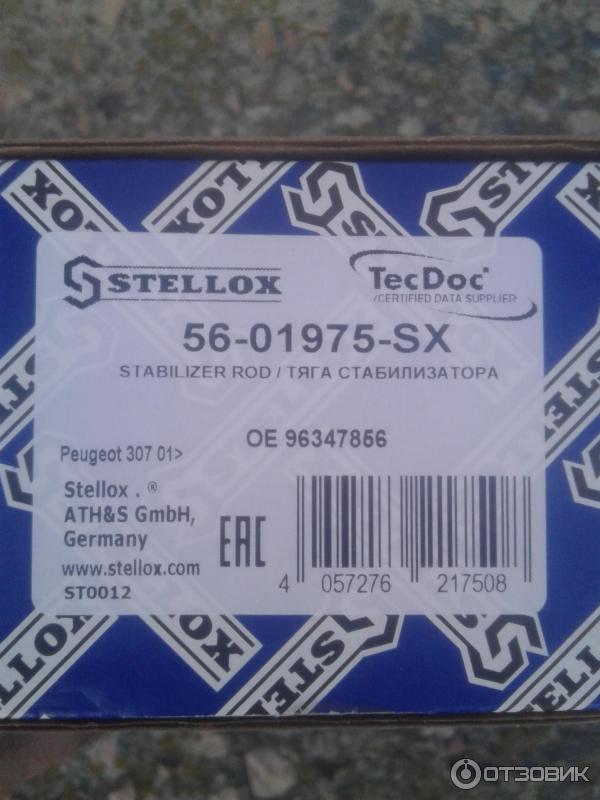 STELLOX
TecDoc
CERTIFIED DATA SUPPLIER
56-01975-SX
STABILIZER ROD / ТЯГА СТАБИЛИЗАТОРА
OE 96347856
Peugeot 307 01>
Stellox . ®
ATH&S GmbH,
Germany
www.stellox.com
ST0012
EAC
4 057276 217508
ОТЗОВИК